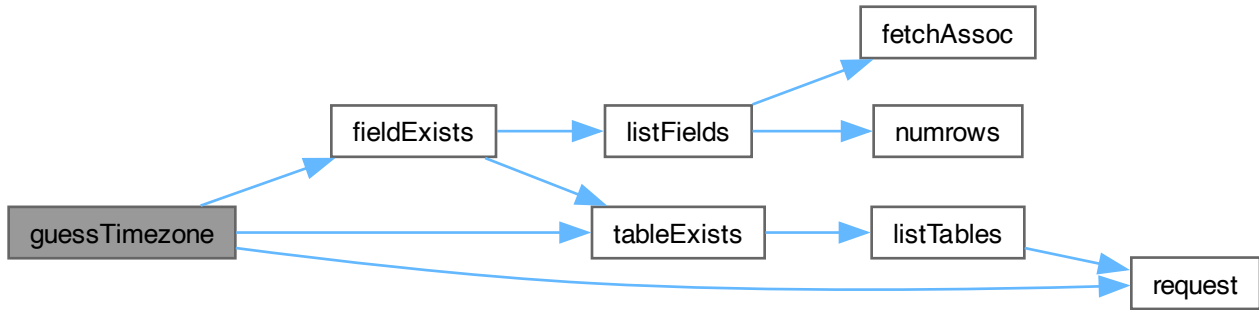 fetchAssoc
fieldExists
listFields
numrows
guessTimezone
tableExists
listTables
request